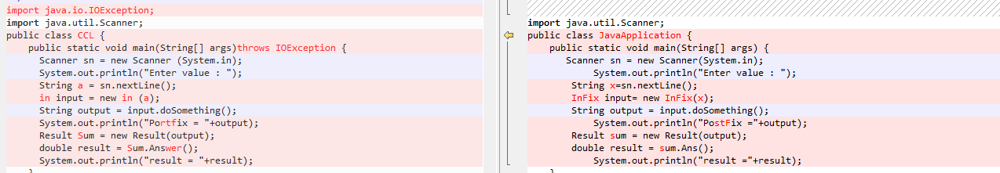 import java.io.IOException;
import java.util.Scanner;
public class CCL {
public static void main(String[] args)throws IOException {
Scanner sn = new Scanner (System.in);
System.out.println("Enter value : ");
String a = sn.nextLine();
in input = new in (a);
String output = input.doSomething();
System.out.println("Portfix = "+output);
Result Sum = new Result(output);
double result = Sum.Answer();
System.out.println("result = "+result);
import java.util.Scanner;
public class JavaApplication {
public static void main(String[] args) {
Scanner sn = new Scanner(System.in);
System.out.println("Enter value : ");
String x=sn.nextLine();
InFix input= new InFix(x);
String output = input.doSomething();
System.out.println("PostFix ="+output);
Result sum = new Result(output);
double result = sum.Ans();
System.out.println("result ="+result);